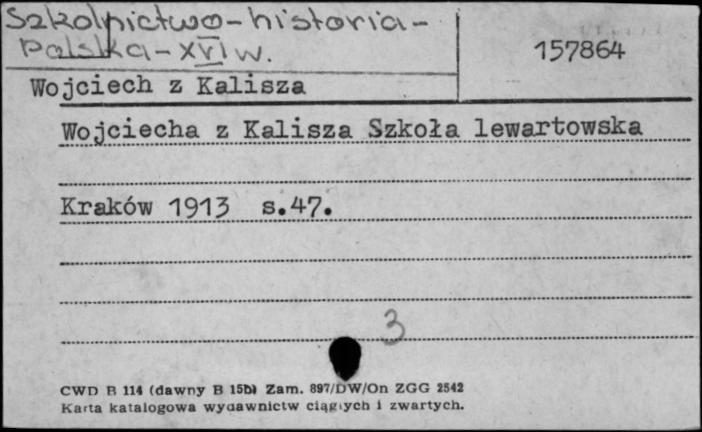 Szkolnictwo - historia -
Polska - XVI w.
157864
Wojciech z Kalisza
Wojciecha z Kalisza Szkoła lewartowska
Kraków 1913 s.47.
3
CWD B 114 (dawny B 15b) Zam. 897/DW/On ZGG 2542
Karta katalogowa wydawnictw ciągłych i zwartych.